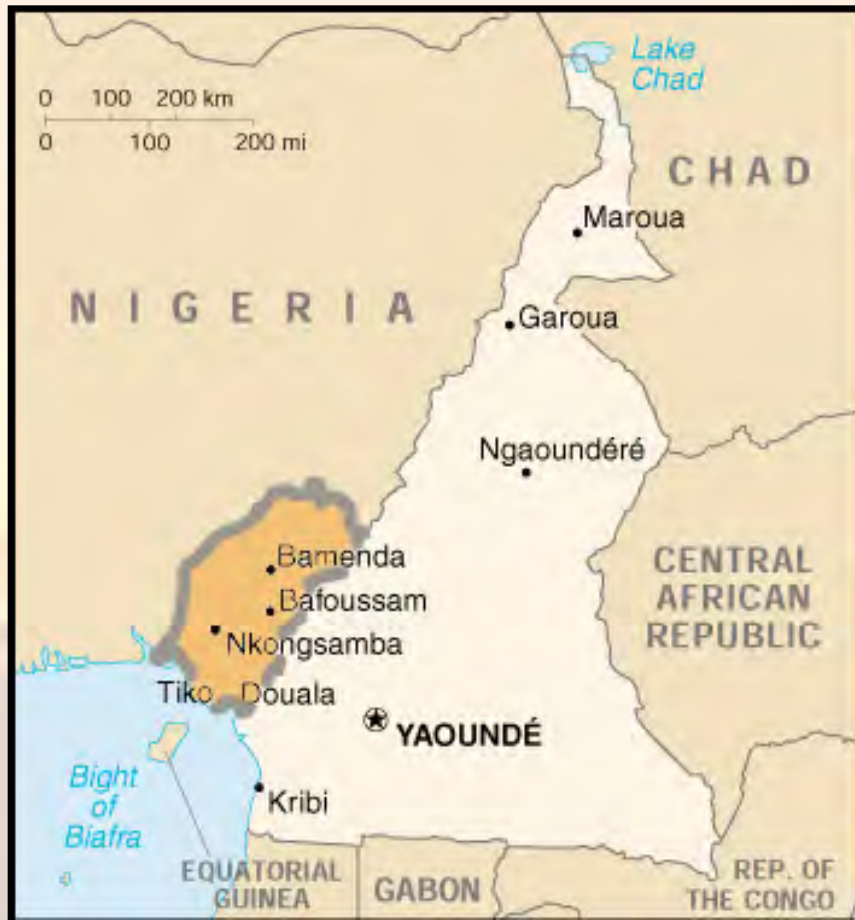 Lake
Chad
0 100 200 km
0 100 200 mi
CHAD
Maroua
NIGERIA
Garoua
Ngaoundéré
Bamenda
CENTRAL
AFRICAN
REPUBLIC
Bafoussam
Nkongsamba
Tiko Douala
YAOUNDÉ
Bight
of
Biafra
Kribi
EQUATORIAL
GUINEA
GABON
REP. OF
THE CONGO